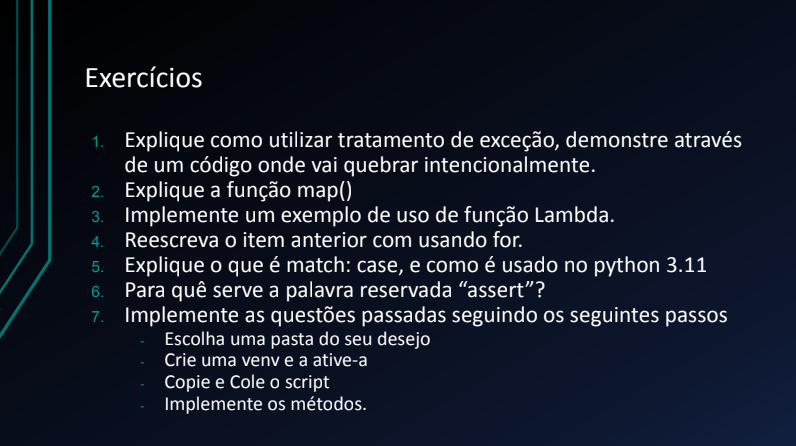 Exercícios
1. Explique como utilizar tratamento de exceção, demonstre através
de um código onde vai quebrar intencionalmente.
2. Explique a função map()
3. Implemente um exemplo de uso de função Lambda.
4. Reescreva o item anterior com usando for.
5. Explique o que é match: case, e como é usado no python 3.11
6. Para quê serve a palavra reservada “assert”?
7. Implemente as questões passadas seguindo os seguintes passos
- Escolha uma pasta do seu desejo
- Crie uma venv e a ative-a
- Copie e Cole o script
- Implemente os métodos.